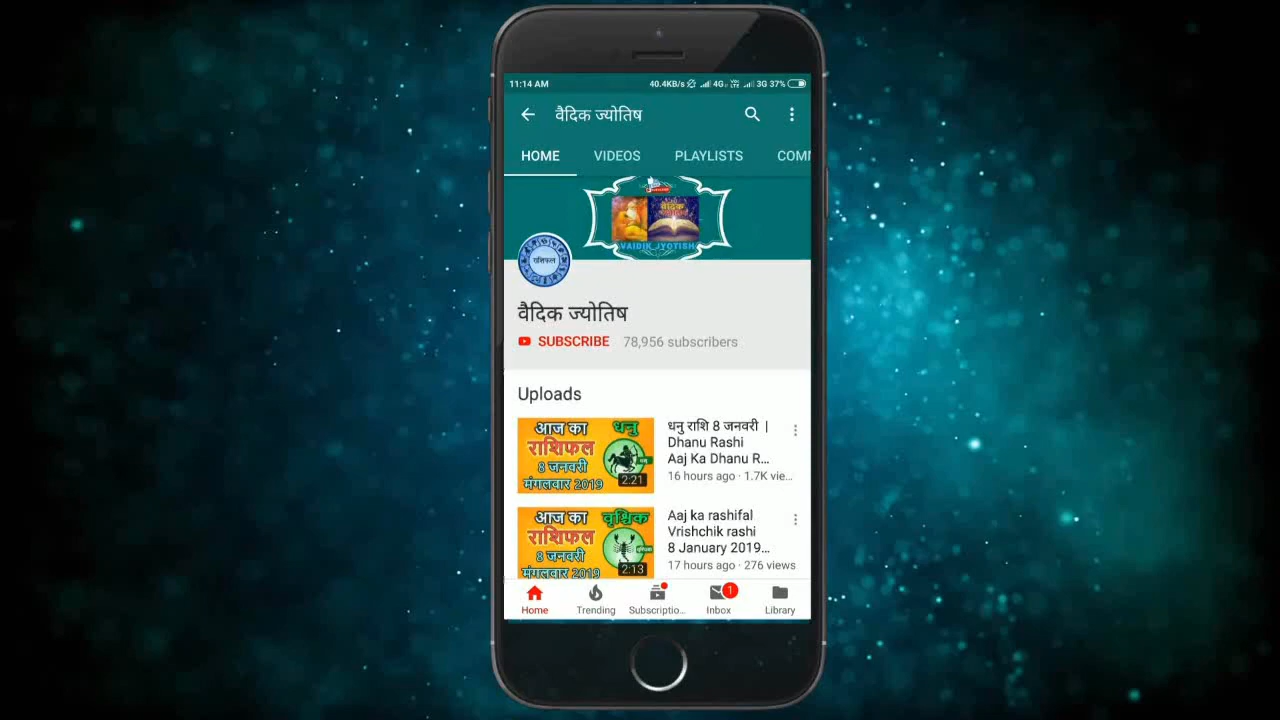 11:14 AM 40.4KB/s 4G 3G 37%
वैदिक ज्योतिष
HOME VIDEOS PLAYLISTS COM
वैदिक
VAIDIK JYOTISH
राशिफल
वैदिक ज्योतिष
SUBSCRIBE 78,956 subscribers
Uploads
आज का धनु
राशिफल
8 जनवरी
मंगलवार 2019
2:21
धनु राशि 8 जनवरी |
Dhanu Rashi
Aaj Ka Dhanu R...
16 hours ago · 1.7K vie...
आज का वृश्चिक
राशिफल
8 जनवरी
मंगलवार 2019
2:13
Aaj ka rashifal
Vrishchik rashi
8 January 2019...
17 hours ago · 276 views
1
Home Trending Subscriptio... Inbox Library